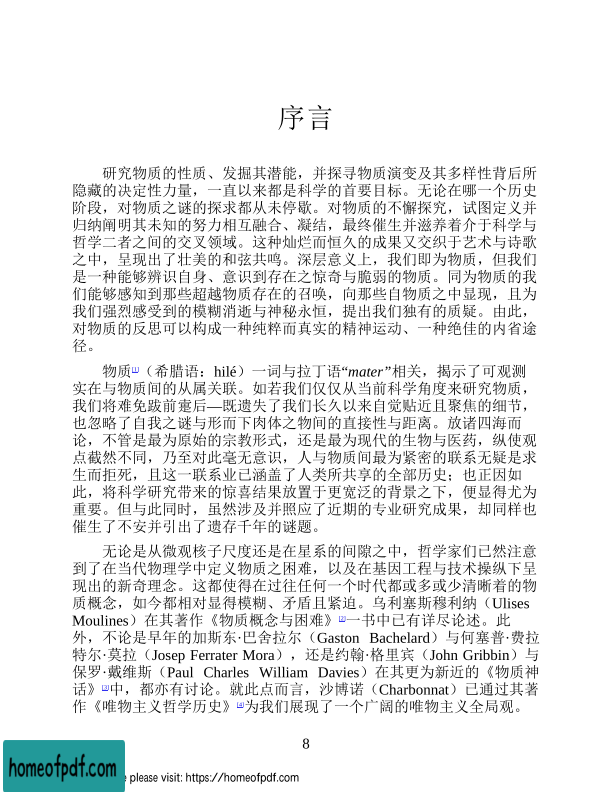 序言
研究物质的性质、发掘其潜能，并探寻物质演变及其多样性背后所
隐藏的决定性力量，一直以来都是科学的首要目标。无论在哪一个历史
阶段，对物质之谜的探求都从未停歇。对物质的不懈探究，试图定义并
归纳阐明其未知的努力相互融合、凝结，最终催生并滋养着介于科学与
哲学二者之间的交叉领域。这种灿烂而恒久的成果又交织于艺术与诗歌
之中，呈现出了壮美的和弦共鸣。深层意义上，我们即为物质，但我们
是一种能够辨识自身、意识到存在之惊奇与脆弱的物质。同为物质的我
们能够感知到那些超越物质存在的召唤，向那些自物质之中显现，且为
我们强烈感受到的模糊消逝与神秘永恒，提出我们独有的质疑。由此，
对物质的反思可以构成一种纯粹而真实的精神运动、一种绝佳的内省途
径。
物质[1]（希腊语：hilé）一词与拉丁语“mater”相关，揭示了可观测
实在与物质间的从属关联。如若我们仅仅从当前科学角度来研究物质，
我们将难免跋前疐后—既遗失了我们长久以来自觉贴近且聚焦的细节，
也忽略了自我之谜与形而下肉体之物间的直接性与距离。放诸四海而
论，不管是最为原始的宗教形式，还是最为现代的生物与医药，纵使观
点截然不同，乃至对此毫无意识，人与物质间最为紧密的联系无疑是求
生而拒死，且这一联系业已涵盖了人类所共享的全部历史；也正因如
此，将科学研究带来的惊喜结果放置于更宽泛的背景之下，便显得尤为
重要。但与此同时，虽然涉及并照应了近期的专业研究成果，却同样也
催生了不安并引出了遗存千年的谜题。
无论是从微观核子尺度还是在星系的间隙之中，哲学家们已然注意
到了在当代物理学中定义物质之困难，以及在基因工程与技术操纵下呈
现出的新奇理念。这都使得在过往任何一个时代都或多或少清晰着的物
质概念，如今都相对显得模糊、矛盾且紧迫。乌利塞斯穆利纳（Ulises
Moulines）在其著作《物质概念与困难》[2]一书中已有详尽论述。此
外，不论是早年的加斯东·巴舍拉尔（Gaston Bachelard）与何塞普·费拉
特尔·莫拉（Josep Ferrater Mora），还是约翰·格里宾（John Gribbin）与
保罗·戴维斯（Paul Charles William Davies）在其更为新近的《物质神
话》[3]中，都亦有讨论。就此点而言，沙博诺（Charbonnat）已通过其著
作《唯物主义哲学历史》[4]为我们展现了一个广阔的唯物主义全局观。
8
homeofpdf.com
e please visit: https://homeofpdf.com